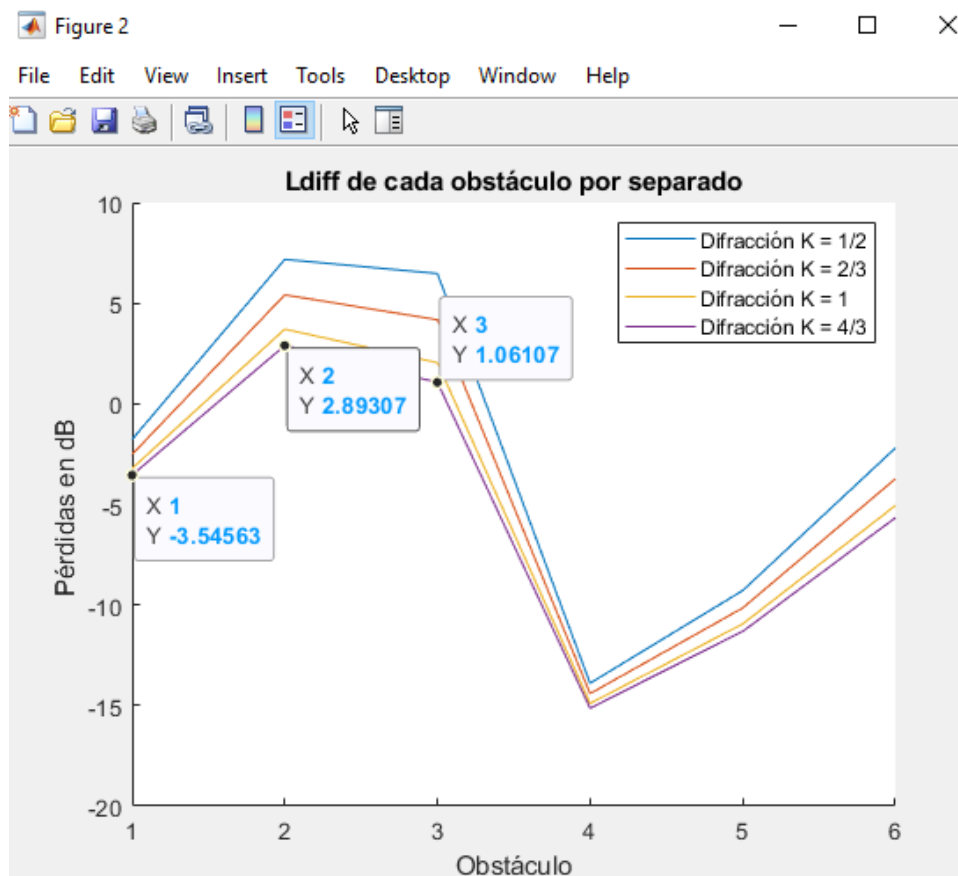 Figure 2
File Edit View Insert Tools Desktop Window Help
Ldiff de cada obstáculo por separado
Pérdidas en dB
10
5
0
-5
-10
-15
-20
Difracción K = 1/2
Difracción K = 2/3
Difracción K = 1
Difracción K = 4/3
X 3
Y 1.06107
X 2
Y 2.89307
X 1
Y -3.54563
1 2 3 4 5 6
Obstáculo